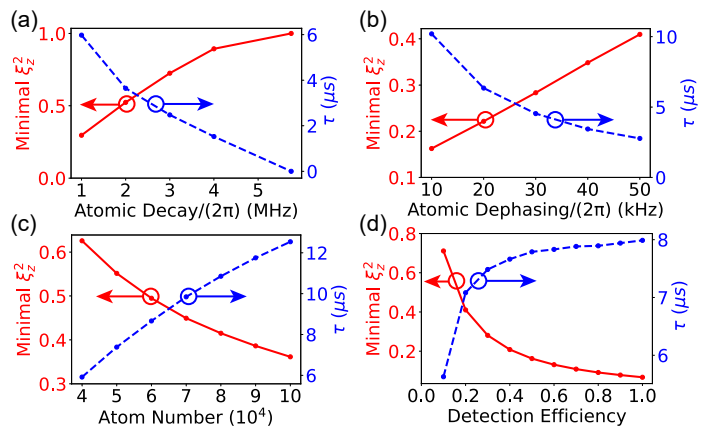 (a)
1.0
0.5
0.0
Minimal ξz²
6
4
2
0
τ (μs)
1 2 3 4 5
Atomic Decay/(2π) (MHz)
(b)
0.4
0.3
0.2
0.1
Minimal ξz²
10
5
0
τ (μs)
10 20 30 40 50
Atomic Dephasing/(2π) (kHz)
(c)
0.6
0.5
0.4
0.3
Minimal ξz²
12
10
8
6
τ (μs)
4 5 6 7 8 9 10
Atom Number (10⁴)
(d)
0.8
0.6
0.4
0.2
Minimal ξz²
8
7
6
τ (μs)
0.0 0.2 0.4 0.6 0.8 1.0
Detection Efficiency